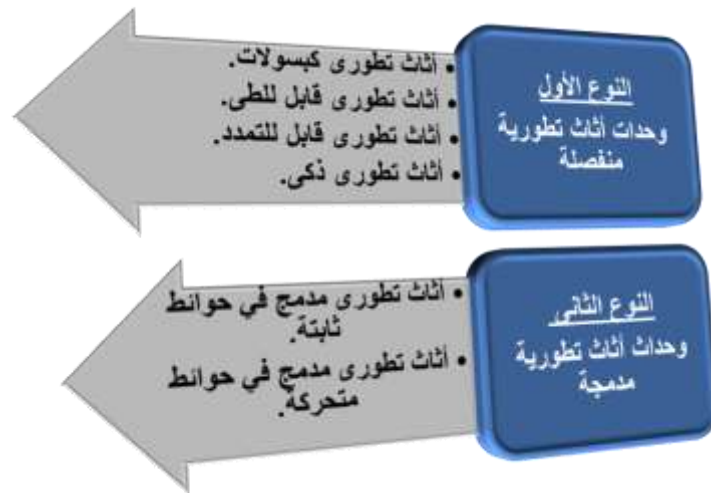 النوع الأول
وحدات أثاث تطورية
منفصلة
• أثاث تطورى كبسولات.
• أثاث تطورى قابل للطى.
• أثاث تطورى قابل للتمدد.
• أثاث تطورى ذكى.
النوع الثانى
وحداث أثاث تطورية
مدمجة
• أثاث تطورى مدمج في حوائط
ثابتة.
• أثاث تطورى مدمج في حوائط
متحركة.